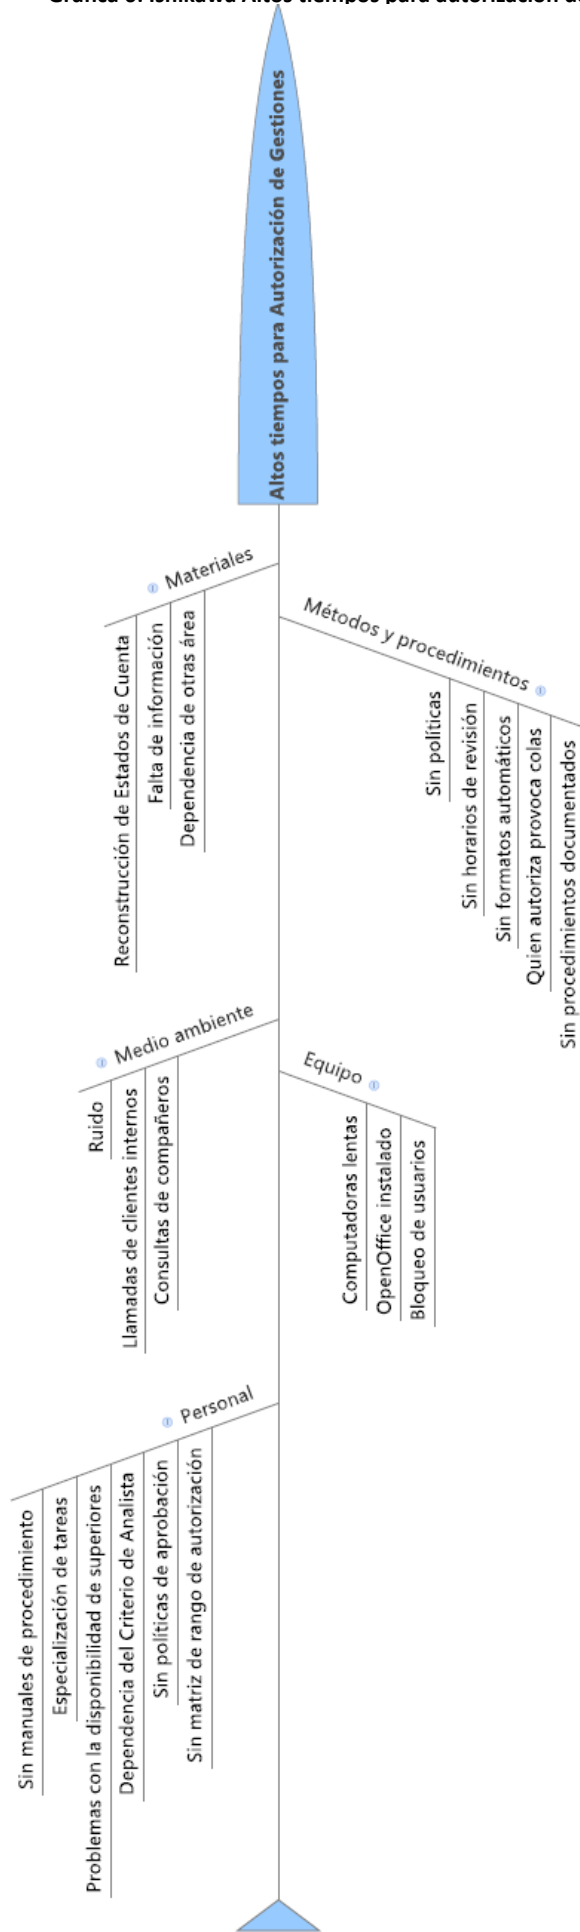 Altos tiempos para Autorización de Gestiones
Materiales
Reconstrucción de Estados de Cuenta
Falta de información
Dependencia de otras área
Métodos y procedimientos
Sin políticas
Sin horarios de revisión
Sin formatos automáticos
Quien autoriza provoca colas
Sin procedimientos documentados
Medio ambiente
Ruido
Llamadas de clientes internos
Consultas de compañeros
Equipo
Computadoras lentas
OpenOffice instalado
Bloqueo de usuarios
Personal
Sin manuales de procedimiento
Especialización de tareas
Problemas con la disponibilidad de superiores
Dependencia del Criterio de Analista
Sin políticas de aprobación
Sin matriz de rango de autorización